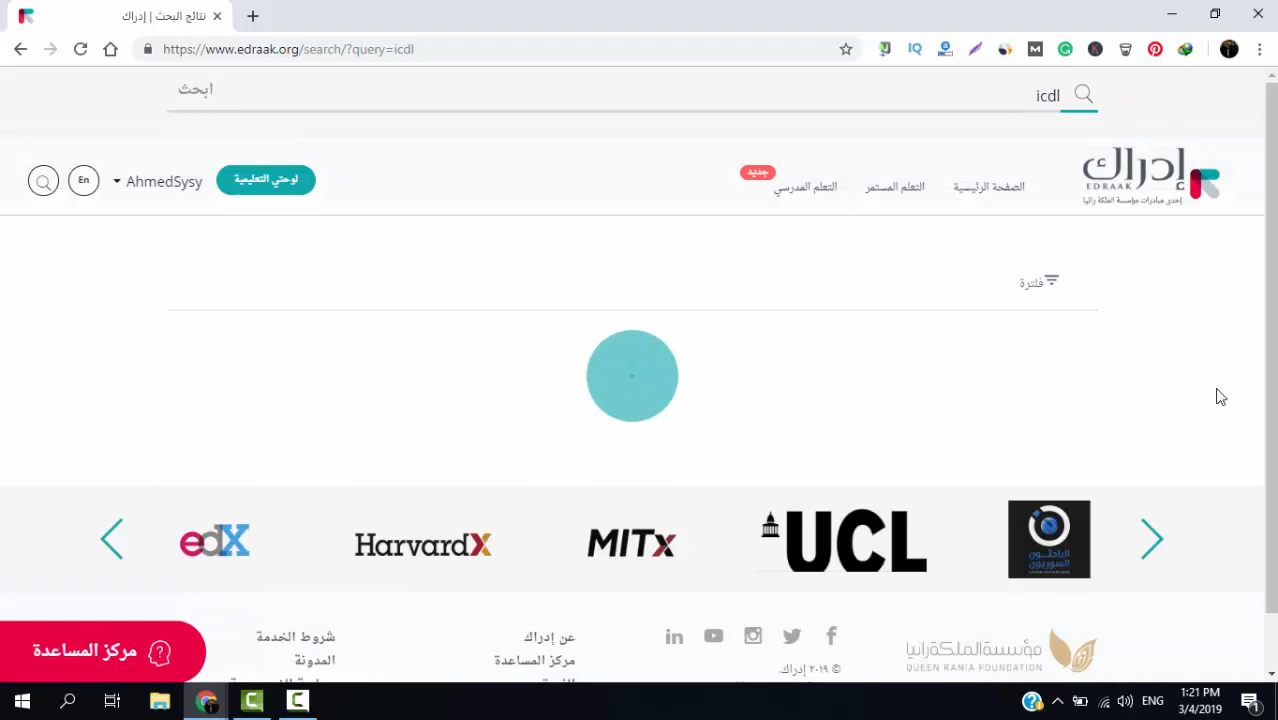 نتائج البحث | إدراك
https://www.edraak.org/search/?query=icdl
icdl
ابحث
إدراك
EDRAAK
إحدى مبادرات مؤسسة الملكة رانيا
الصفحة الرئيسية
التعلم المستمر
التعلم المدرسي
جديد
لوحتي التعليمية
AhmedSysy
En
فلترة
edX
HarvardX
MITx
UCL
الباحثون
السوريون
مؤسسة الملكة رانيا
QUEEN RANIA FOUNDATION
© ٢٠١٩ إدراك.
عن إدراك
مركز المساعدة
شروط الخدمة
المدونة
مركز المساعدة
ENG
1:21 PM
3/4/2019